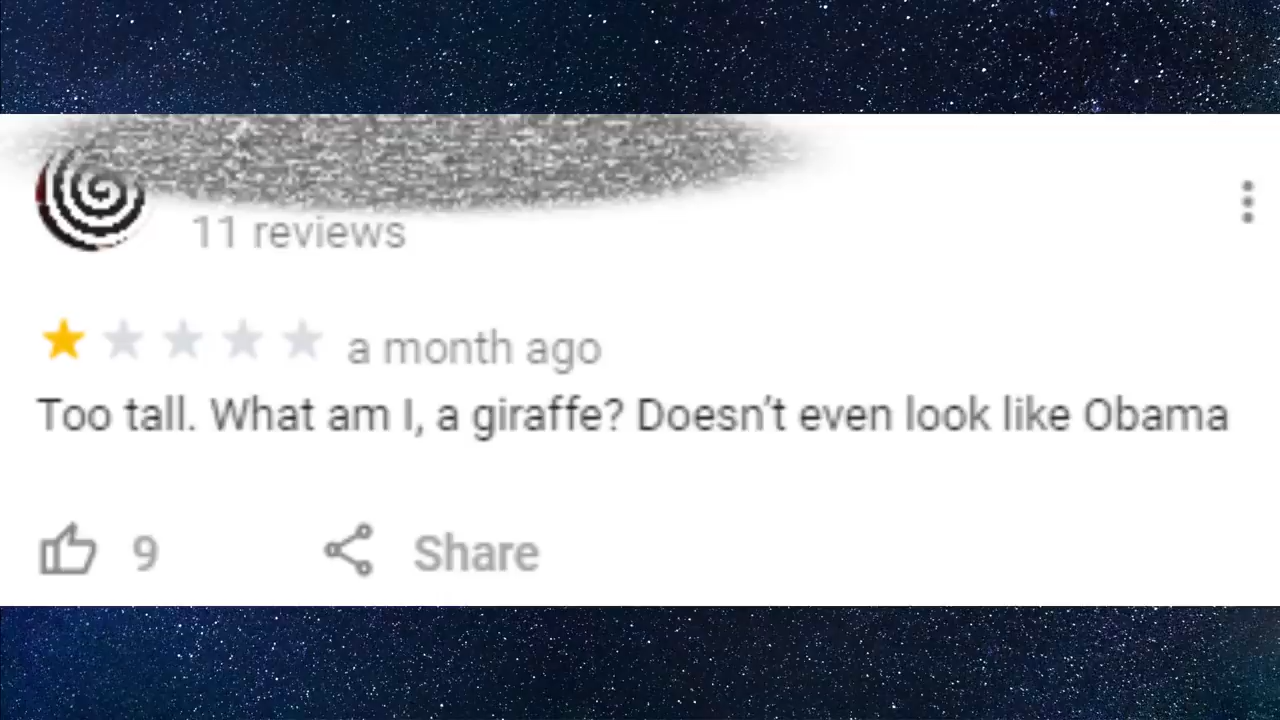 11 reviews
a month ago
Too tall. What am I, a giraffe? Doesn't even look like Obama
9 Share